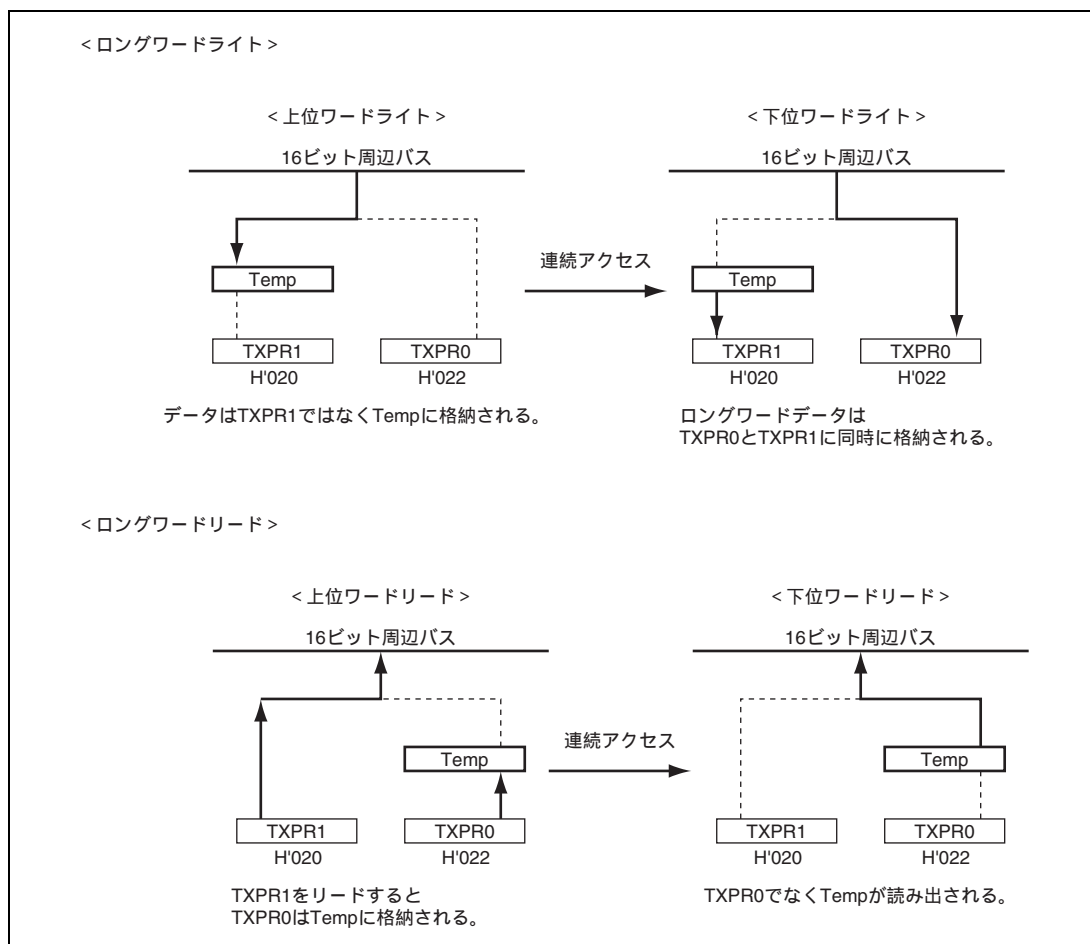 <ロングワードライト>
<上位ワードライト>
16ビット周辺バス
Temp
TXPR1
H'020
TXPR0
H'022
データはTXPR1ではなくTempに格納される。
連続アクセス
<下位ワードライト>
16ビット周辺バス
Temp
TXPR1
H'020
TXPR0
H'022
ロングワードデータは
TXPR0とTXPR1に同時に格納される。
<ロングワードリード>
<上位ワードリード>
16ビット周辺バス
Temp
TXPR1
H'020
TXPR0
H'022
TXPR1をリードすると
TXPR0はTempに格納される。
連続アクセス
<下位ワードリード>
16ビット周辺バス
Temp
TXPR1
H'020
TXPR0
H'022
TXPR0でなくTempが読み出される。